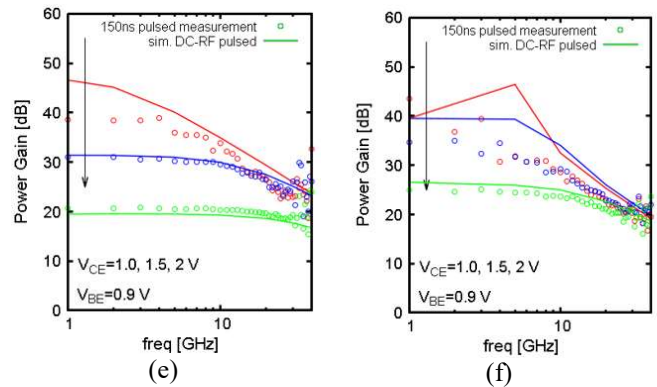 60
50
40
30
20
10
0
Power Gain [dB]
150ns pulsed measurement
sim. DC-RF pulsed
V_CE=1.0, 1.5, 2 V
V_BE=0.9 V
1
10
freq [GHz]
(e)
60
50
40
30
20
10
0
Power Gain [dB]
150ns pulsed measurement
sim. DC-RF pulsed
V_CE=1.0, 1.5, 2 V
V_BE=0.9 V
1
10
freq [GHz]
(f)